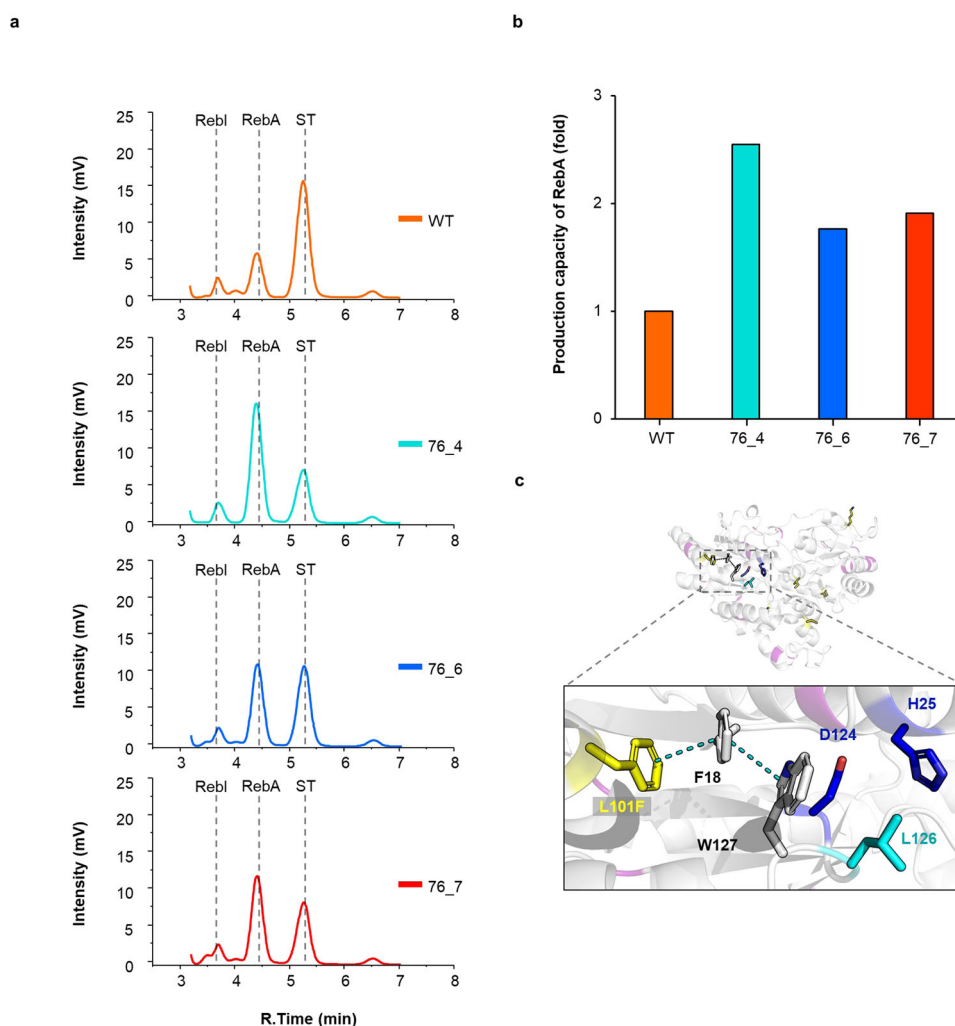 a
25
20
15
10
5
0
Intensity (mV)
RebI RebA ST
WT
3 4 5 6 7 8
25
20
15
10
5
0
Intensity (mV)
RebI RebA ST
76_4
3 4 5 6 7 8
25
20
15
10
5
0
Intensity (mV)
RebI RebA ST
76_6
3 4 5 6 7 8
25
20
15
10
5
0
Intensity (mV)
RebI RebA ST
76_7
3 4 5 6 7 8
R.Time (min)
b
3
2
1
0
Production capacity of RebA (fold)
WT 76_4 76_6 76_7
c
H25
D124
F18
L101F
W127
L126